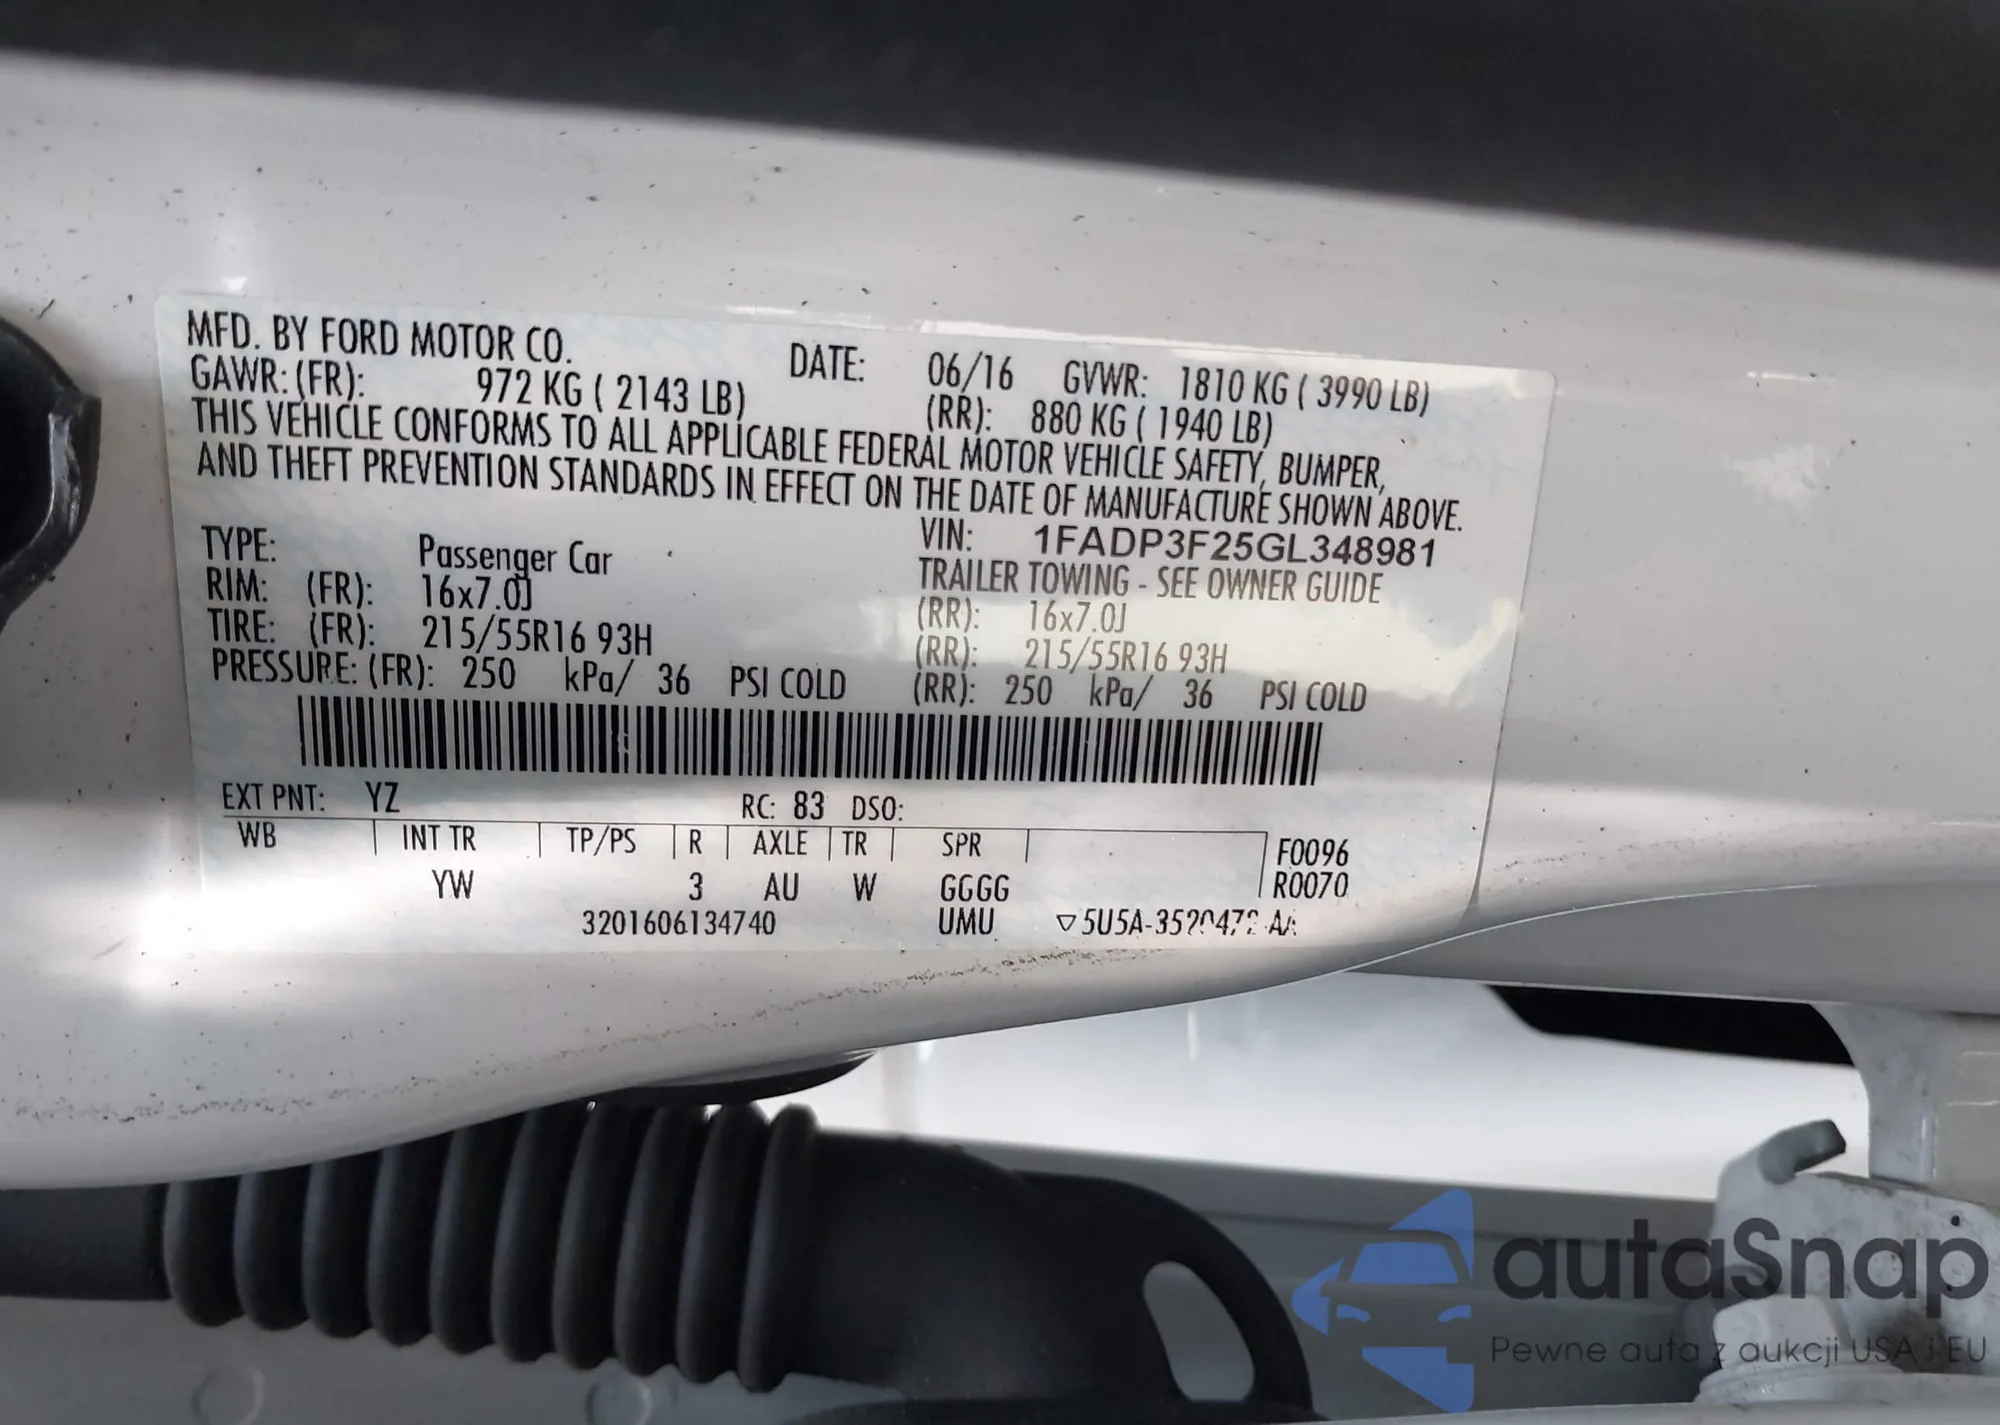 MFD. BY FORD MOTOR CO. DATE: 06/16 GVWR: 1810 KG ( 3990 LB)
GAWR: (FR): 972 KG ( 2143 LB) (RR): 880 KG ( 1940 LB)
THIS VEHICLE CONFORMS TO ALL APPLICABLE FEDERAL MOTOR VEHICLE SAFETY, BUMPER,
AND THEFT PREVENTION STANDARDS IN EFFECT ON THE DATE OF MANUFACTURE SHOWN ABOVE.
VIN: 1FADP3F25GL348981
TYPE: Passenger Car TRAILER TOWING - SEE OWNER GUIDE
RIM: (FR): 16x7.0J (RR): 16x7.0J
TIRE: (FR): 215/55R16 93H (RR): 215/55R16 93H
PRESSURE: (FR): 250 kPa/ 36 PSI COLD (RR): 250 kPa/ 36 PSI COLD
EXT PNT: YZ RC: 83 DSO:
WB INT TR TP/PS R AXLE TR SPR F0096
YW 3 AU W GGGG R0070
3201606134740 UMU
autaSnap
Pewne auta z aukcji USA i EU